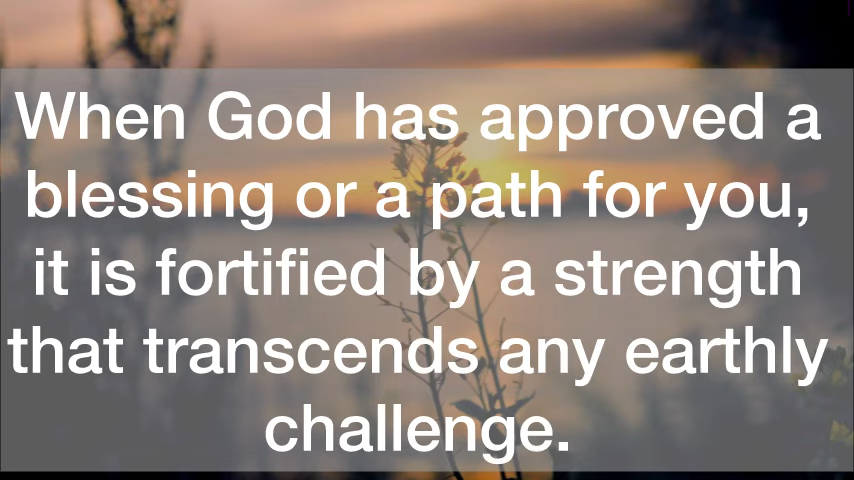 When God has approved a
blessing or a path for you,
it is fortified by a strength
that transcends any earthly
challenge.